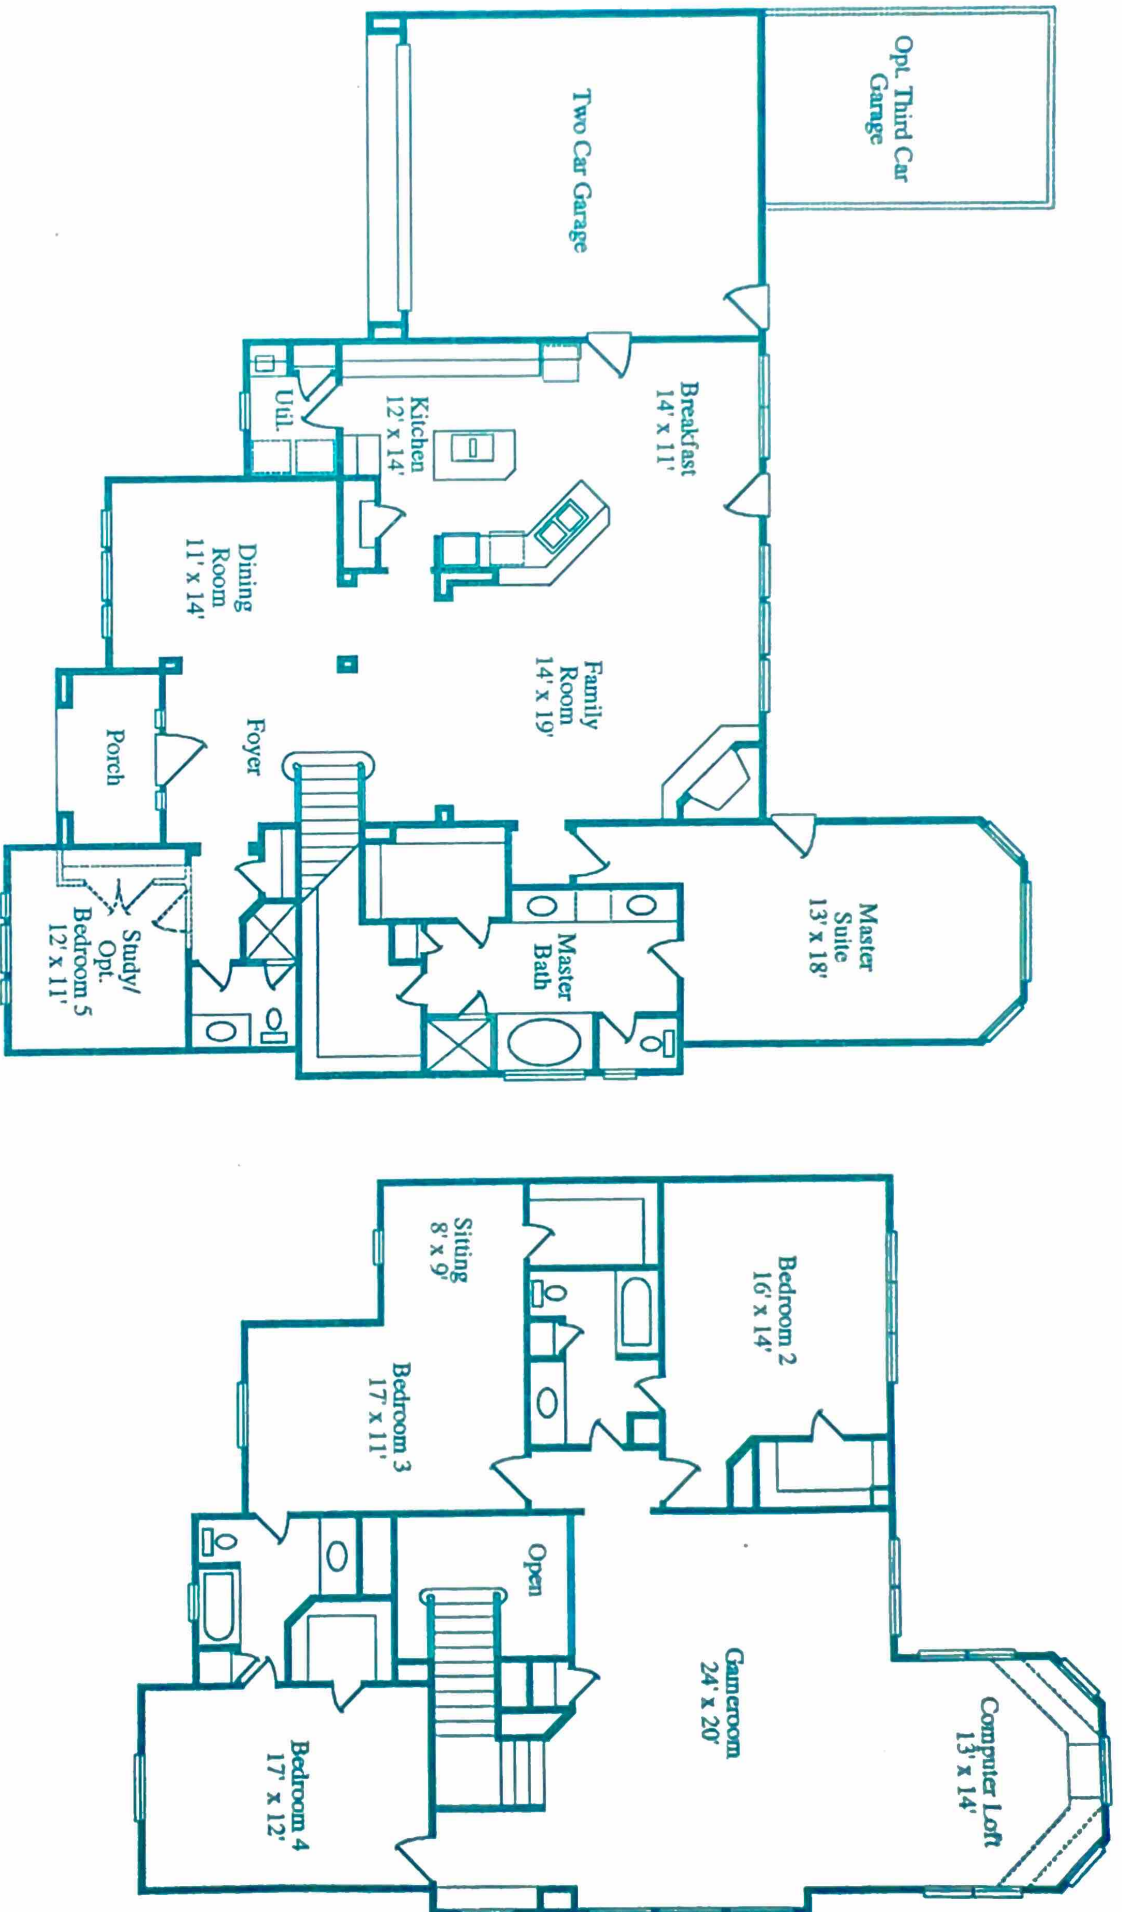 Opt. Third Car
Garage
Two Car Garage
Breakfast
14' x 11'
Kitchen
12' x 14'
Util.
Dining
Room
11' x 14'
Family
Room
14' x 19'
Foyer
Porch
Master
Suite
13' x 18'
Master
Bath
Study/
Opt.
Bedroom 5
12' x 11'
Bedroom 2
16' x 14'
Sitting
8' x 9'
Bedroom 3
17' x 11'
Open
Gameroom
24' x 20'
Computer Loft
13' x 14'
Bedroom 4
17' x 12'